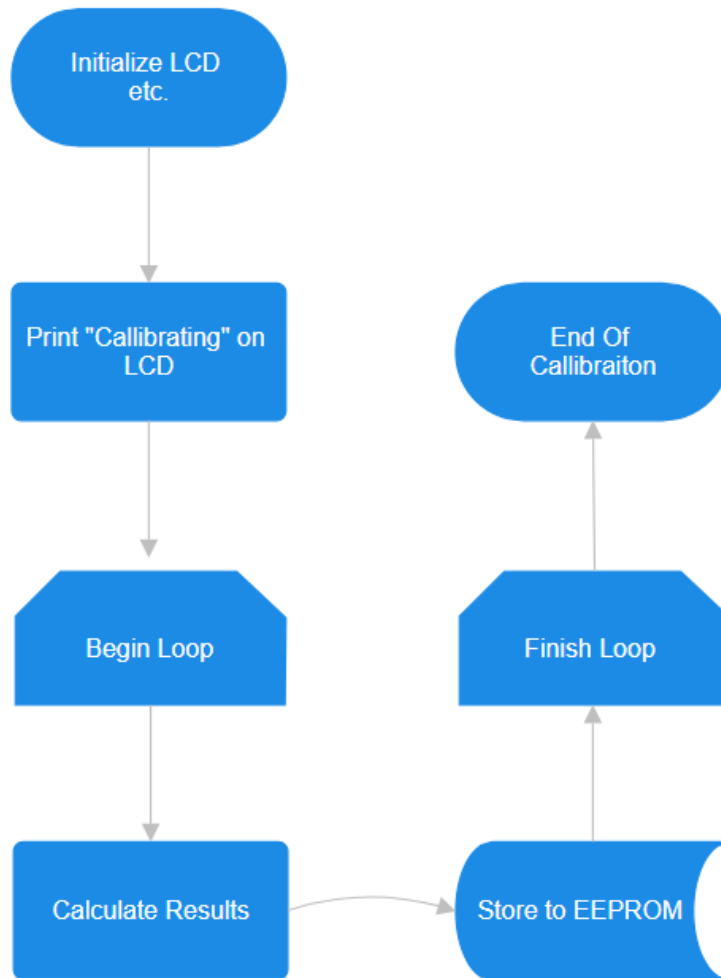 Initialize LCD
etc.
Print "Callibrating" on
LCD
Begin Loop
Calculate Results
Store to EEPROM
Finish Loop
End Of
Callibraiton